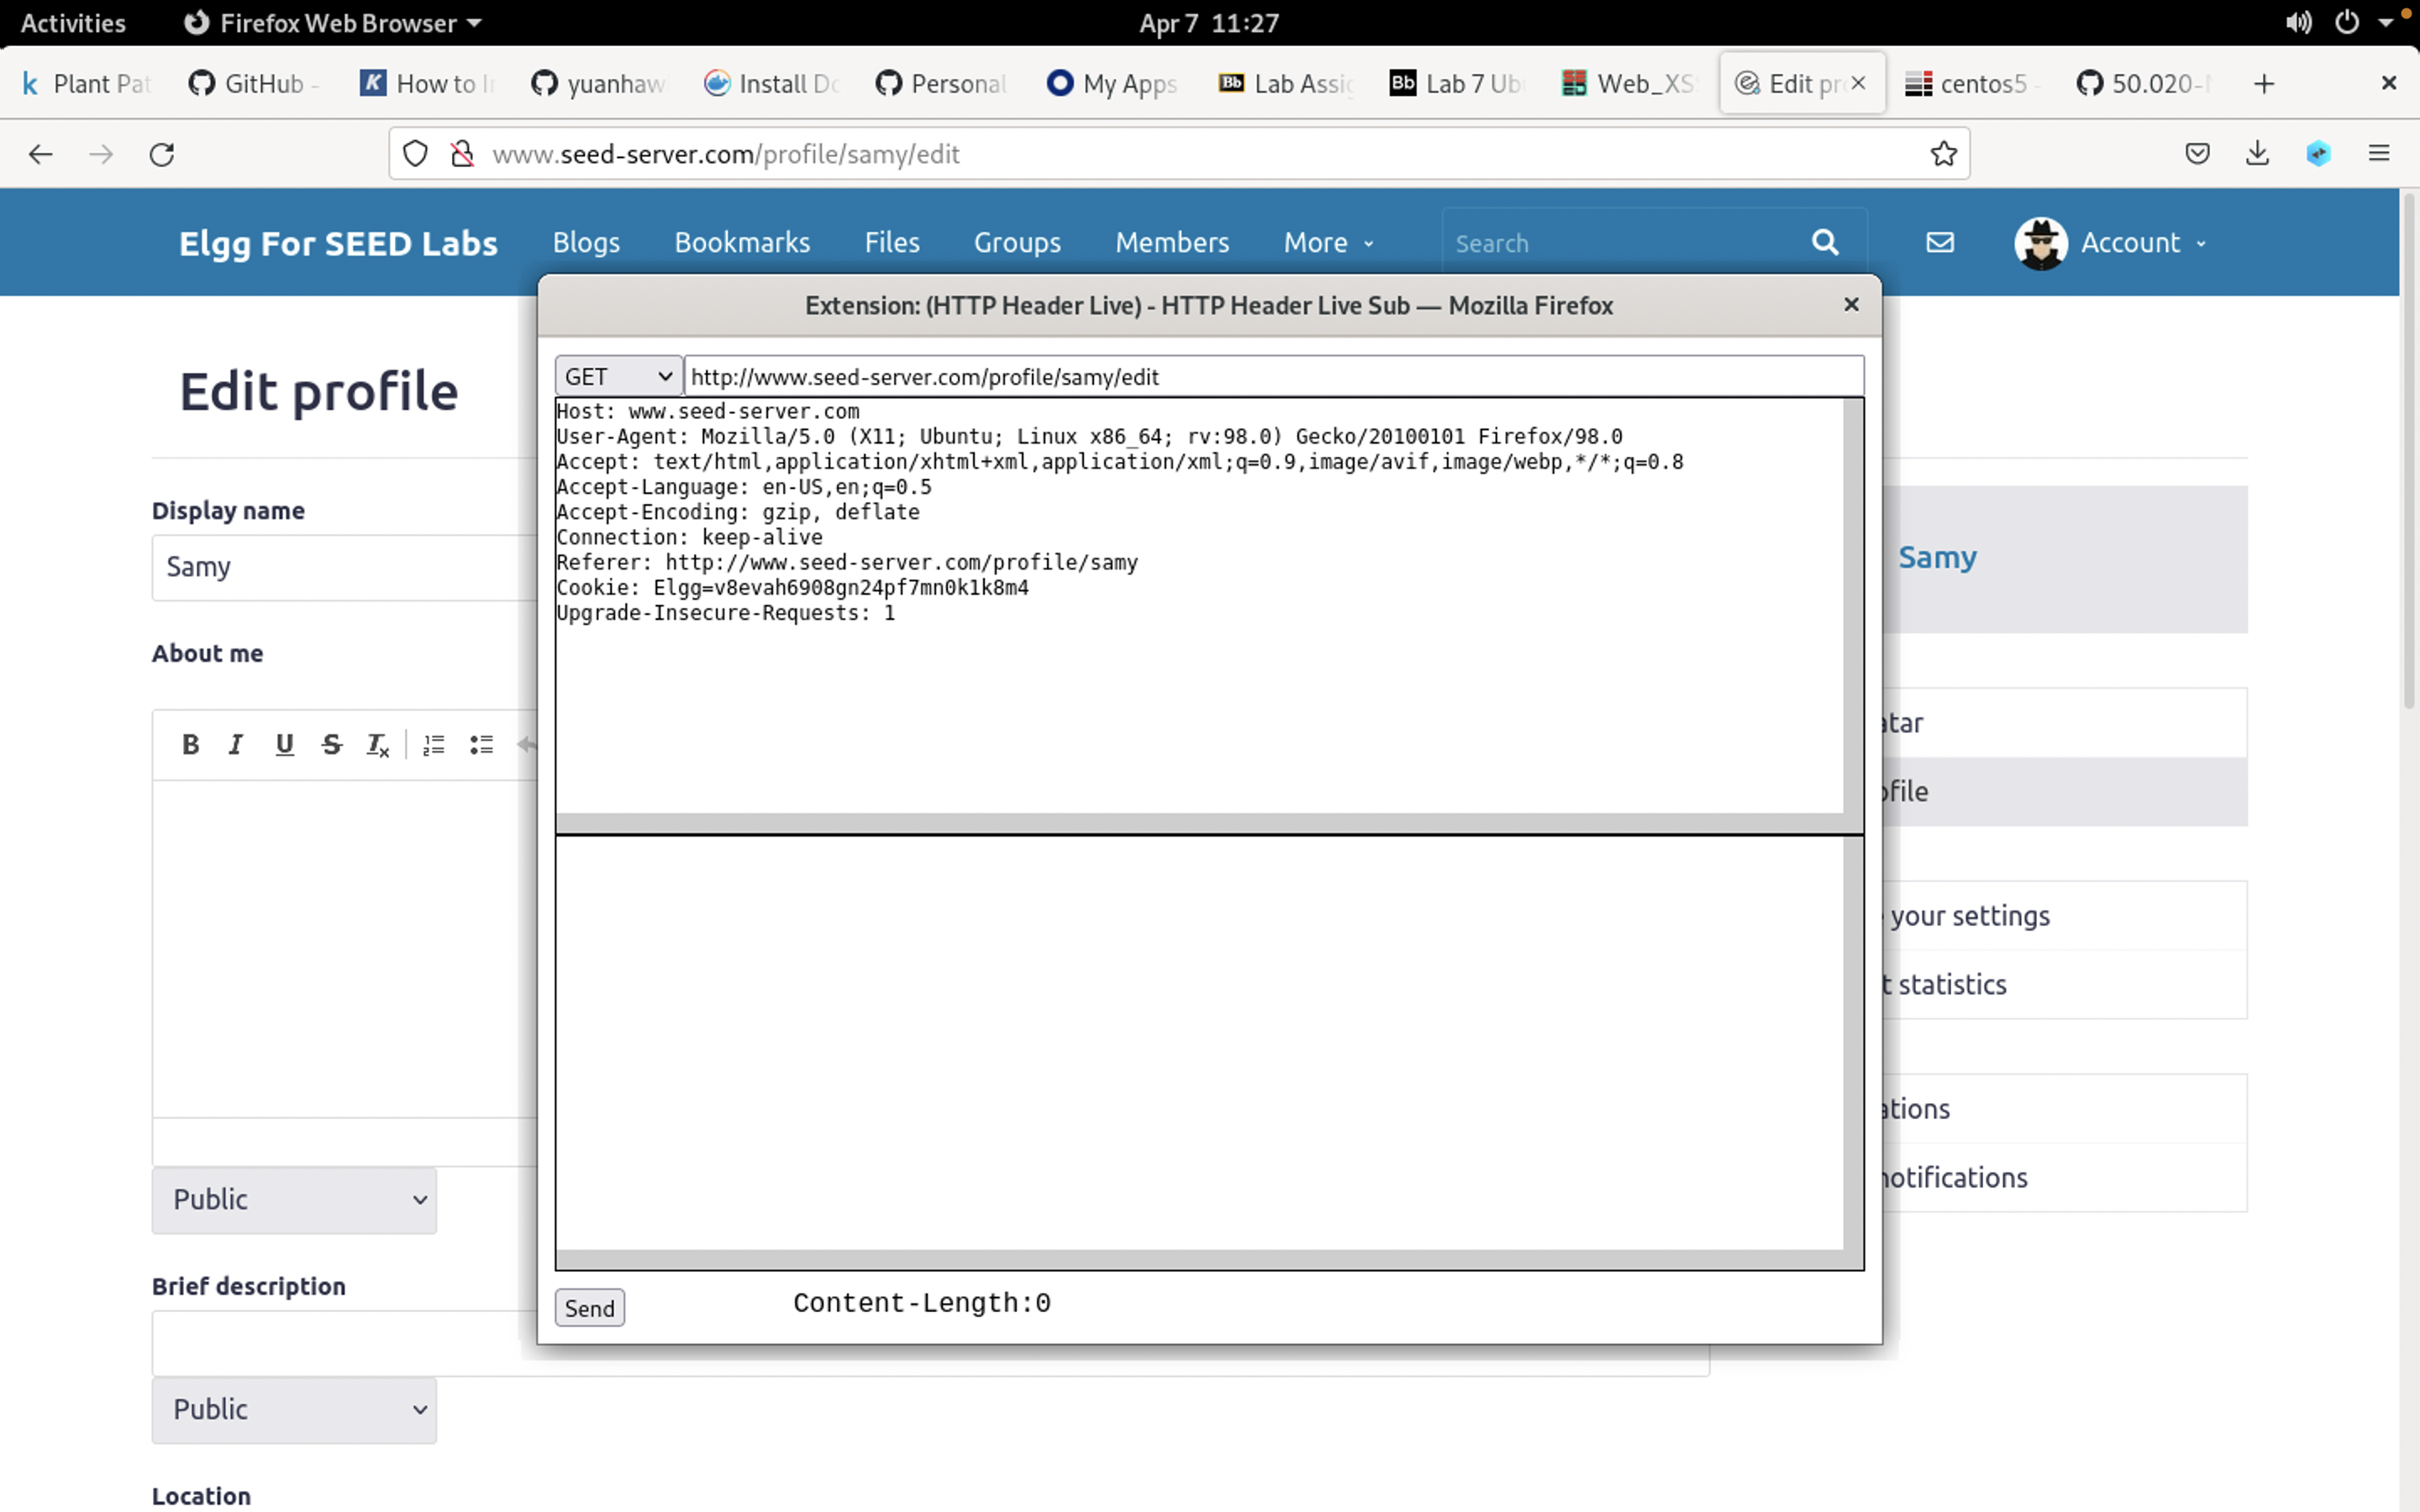 Activities Firefox Web Browser Apr 7 11:27
Plant Pat GitHub - How to I yuanhaw Install Do Personal My Apps Lab Assig Lab 7 Ub Web_XS Edit pr centos5 - 50.020-
www.seed-server.com/profile/samy/edit
Elgg For SEED Labs Blogs Bookmarks Files Groups Members More Search Account
Extension: (HTTP Header Live) - HTTP Header Live Sub — Mozilla Firefox
GET http://www.seed-server.com/profile/samy/edit
Host: www.seed-server.com
User-Agent: Mozilla/5.0 (X11; Ubuntu; Linux x86_64; rv:98.0) Gecko/20100101 Firefox/98.0
Accept: text/html,application/xhtml+xml,application/xml;q=0.9,image/avif,image/webp,*/*;q=0.8
Accept-Language: en-US,en;q=0.5
Accept-Encoding: gzip, deflate
Connection: keep-alive
Referer: http://www.seed-server.com/profile/samy
Cookie: Elgg=v8evah6908gn24pf7mn0k1k8m4
Upgrade-Insecure-Requests: 1
Send Content-Length:0
Edit profile
Display name
Samy
About me
B I U S Tx
Public
Brief description
Public
Location
Samy
atar
ofile
your settings
t statistics
ations
notifications